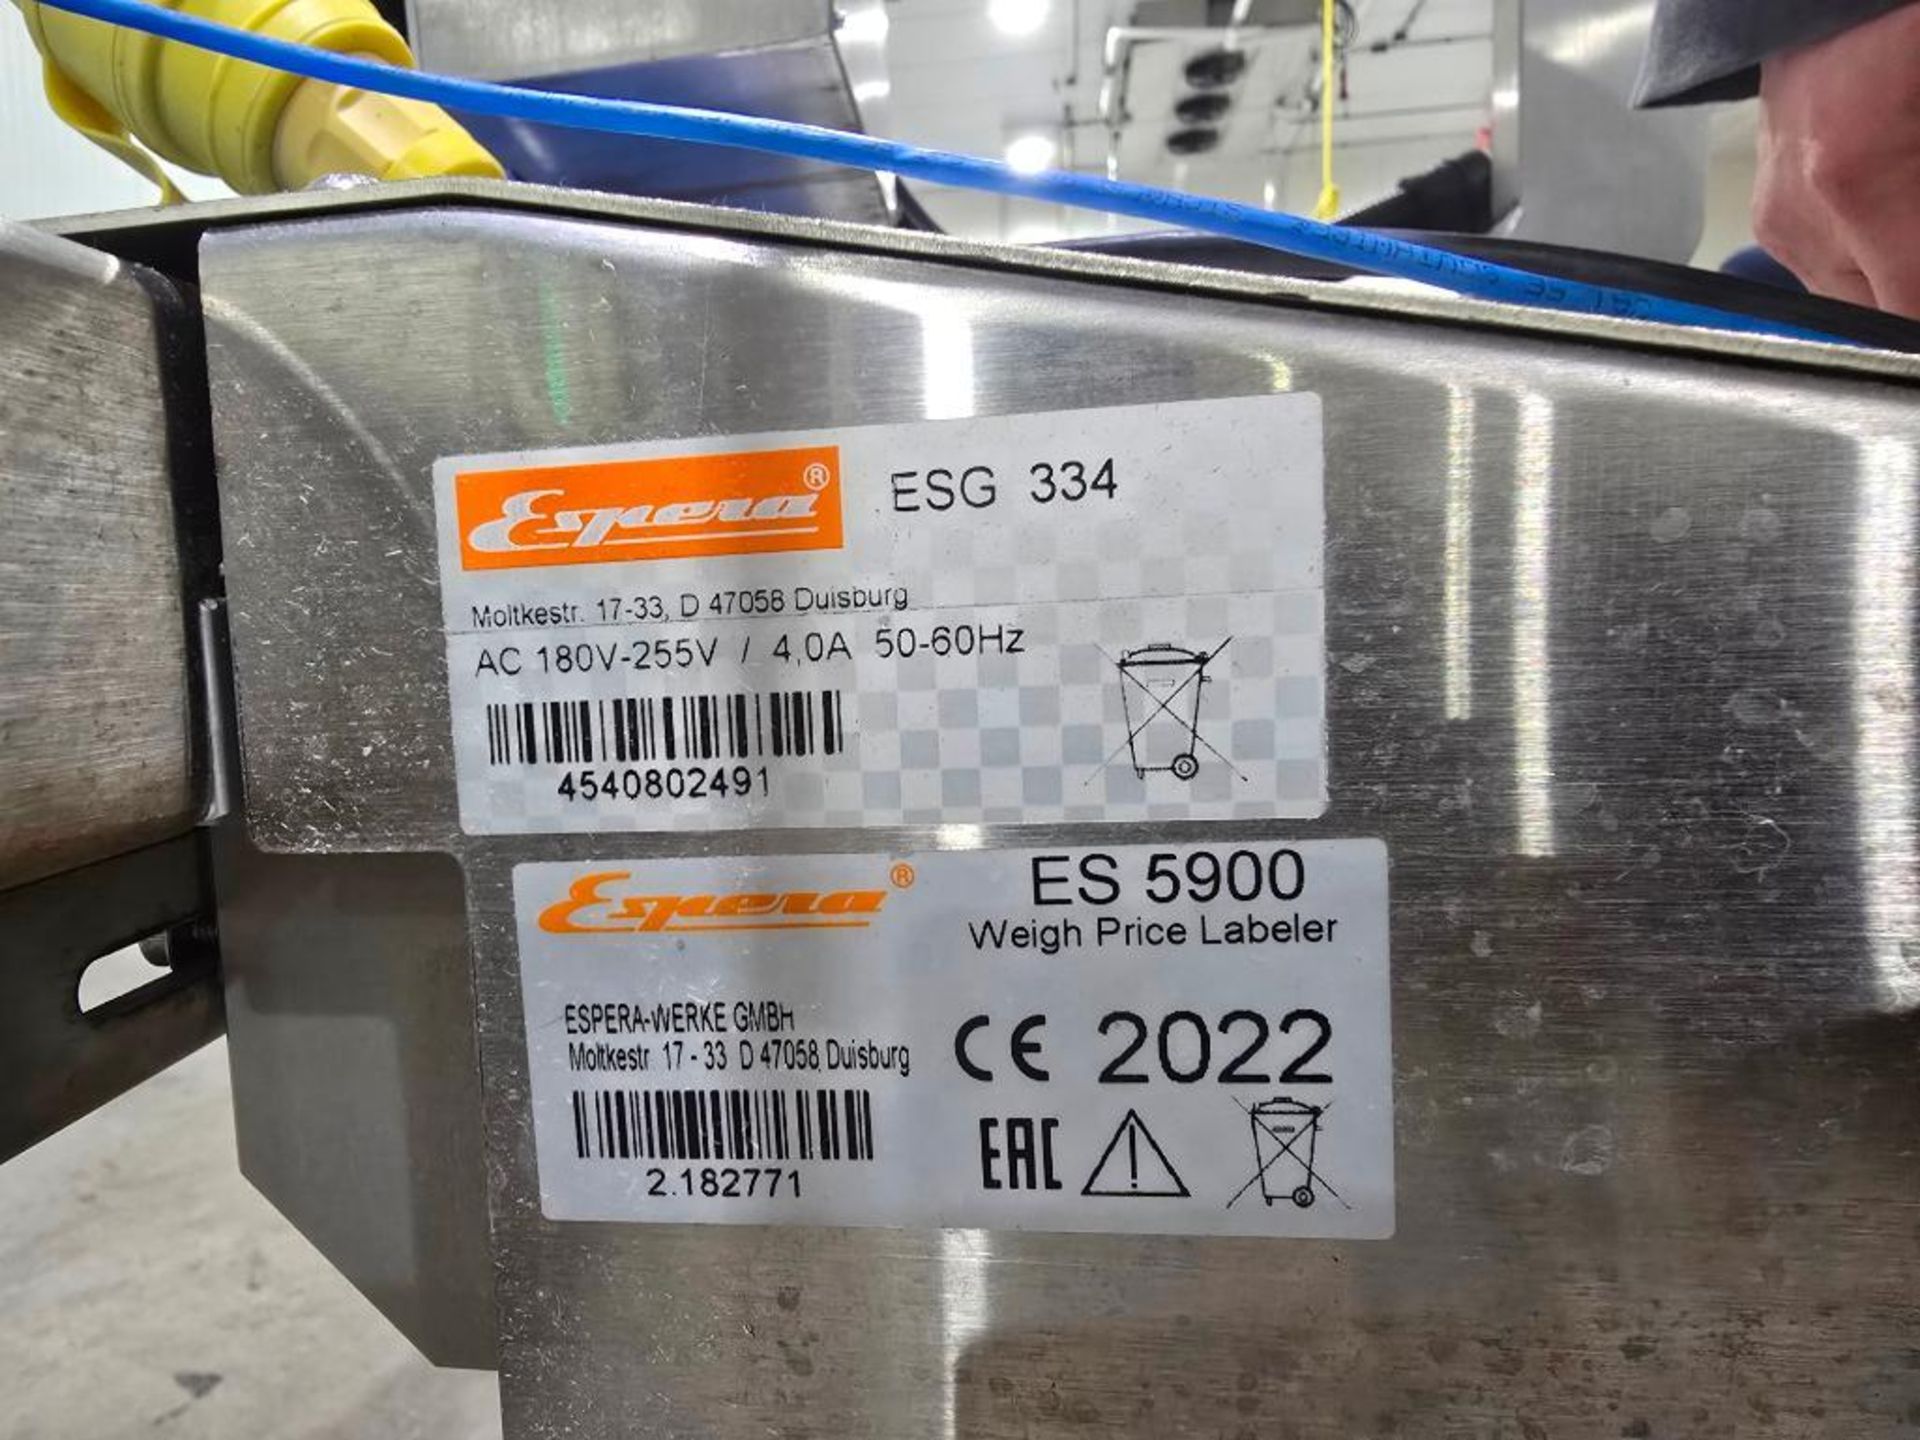 Espera®
ESG 334
Moltkestr. 17-33, D 47058 Duisburg
AC 180V-255V / 4,0A 50-60Hz
4540802491
Espera®
ES 5900
Weigh Price Labeler
ESPERA-WERKE GMBH
Moltkestr 17 - 33 D 47058 Duisburg
CE 2022
2.182771
EAC